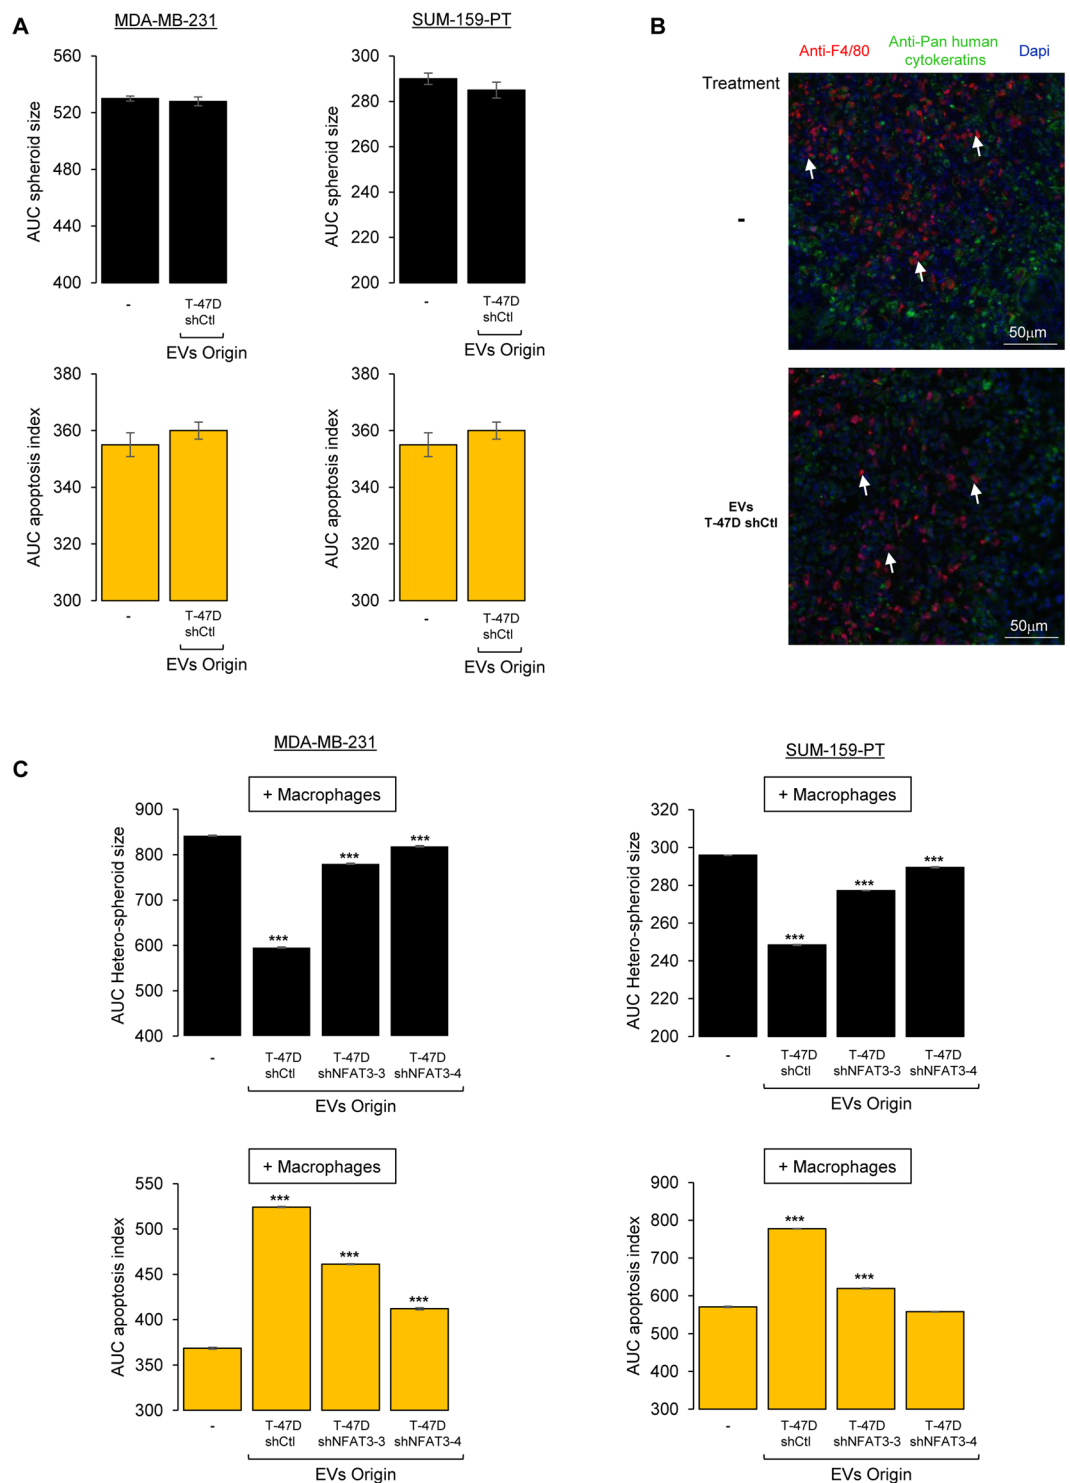 A
MDA-MB-231
SUM-159-PT
AUC spheroid size
560
520
480
440
400
-
T-47D
shCtl
EVs Origin
AUC spheroid size
300
280
260
240
220
200
-
T-47D
shCtl
EVs Origin
AUC apoptosis index
380
360
340
320
300
-
T-47D
shCtl
EVs Origin
AUC apoptosis index
380
360
340
320
300
-
T-47D
shCtl
EVs Origin
B
Anti-F4/80
Anti-Pan human
cytokeratins
Dapi
Treatment
-
50μm
EVs
T-47D shCtl
50μm
C
MDA-MB-231
+ Macrophages
AUC Hetero-spheroid size
900
800
700
600
500
400
***
***
***
-
T-47D
shCtl
T-47D
shNFAT3-3
T-47D
shNFAT3-4
EVs Origin
SUM-159-PT
+ Macrophages
AUC Hetero-spheroid size
320
300
280
260
240
220
200
***
***
***
-
T-47D
shCtl
T-47D
shNFAT3-3
T-47D
shNFAT3-4
EVs Origin
+ Macrophages
AUC apoptosis index
550
500
450
400
350
300
***
***
***
-
T-47D
shCtl
T-47D
shNFAT3-3
T-47D
shNFAT3-4
EVs Origin
+ Macrophages
AUC apoptosis index
900
800
700
600
500
400
300
***
***
-
T-47D
shCtl
T-47D
shNFAT3-3
T-47D
shNFAT3-4
EVs Origin